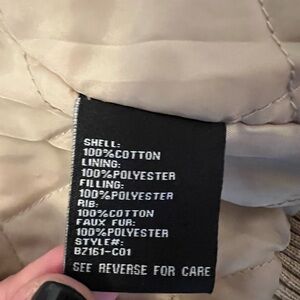 SHELL:
100%COTTON
LINING:
100%POLYESTER
FILLING:
100%POLYESTER
RIB:
100%COTTON
FAUX FUR:
100%POLYESTER
STYLE#:
BZ161-C01
SEE REVERSE FOR CARE